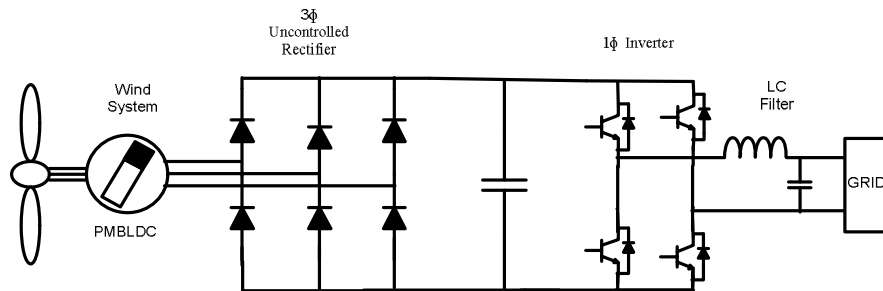 3ϕ
Uncontrolled
Rectifier
1ϕ Inverter
Wind
System
LC
Filter
GRID
PMBLDC